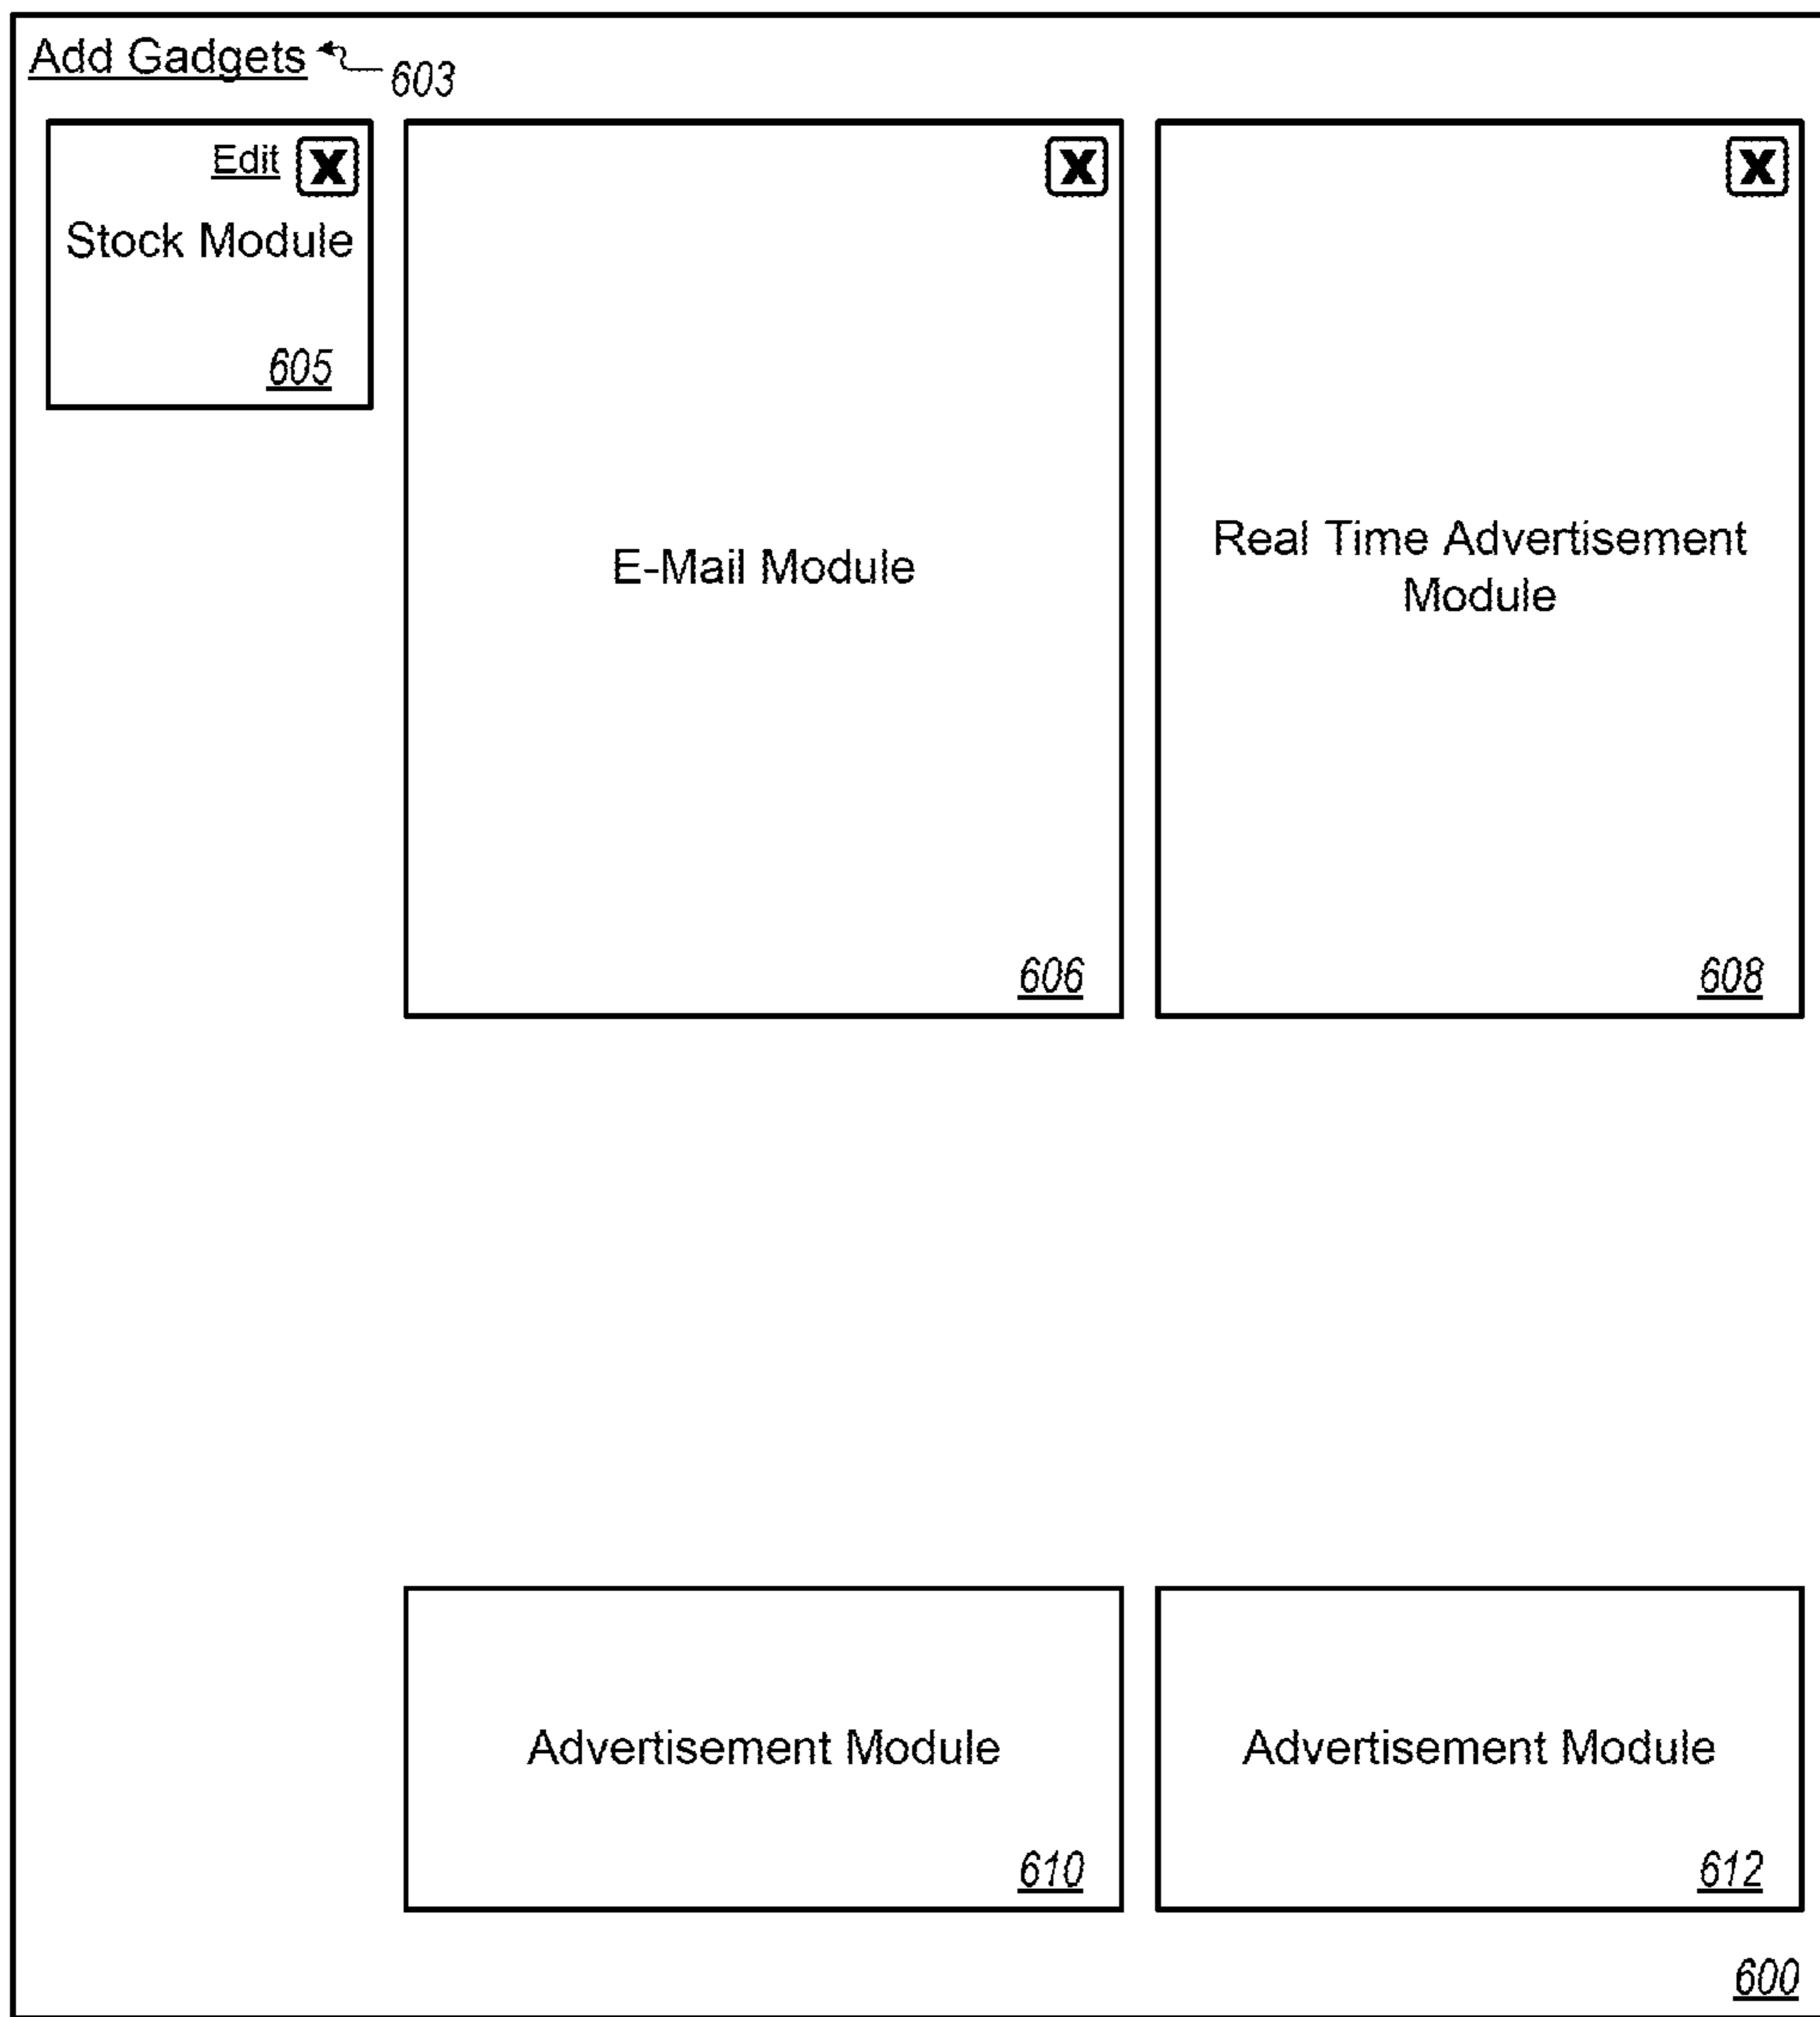 Add Gadgets
603
Edit X
Stock Module
605
X
E-Mail Module
606
X
Real Time Advertisement
Module
608
Advertisement Module
610
Advertisement Module
612
600